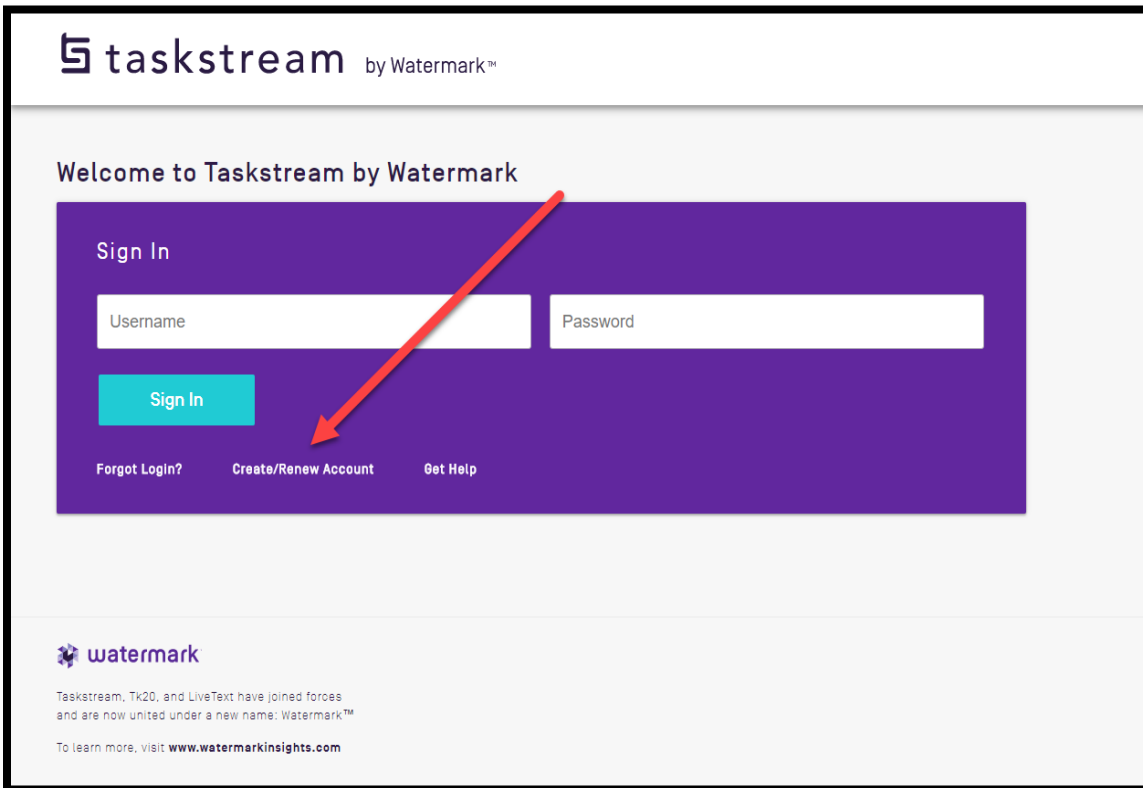 taskstream by Watermark™
Welcome to Taskstream by Watermark
Sign In
Username Password
Sign In
Forgot Login? Create/Renew Account Get Help
watermark
Taskstream, Tk20, and LiveText have joined forces
and are now united under a new name: Watermark™
To learn more, visit www.watermarkinsights.com